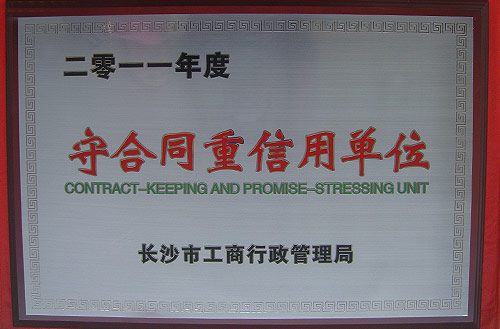 二零一一年度
守合同重信用单位
CONTRACT-KEEPING AND PROMISE-STRESSING UNIT
长沙市工商行政管理局